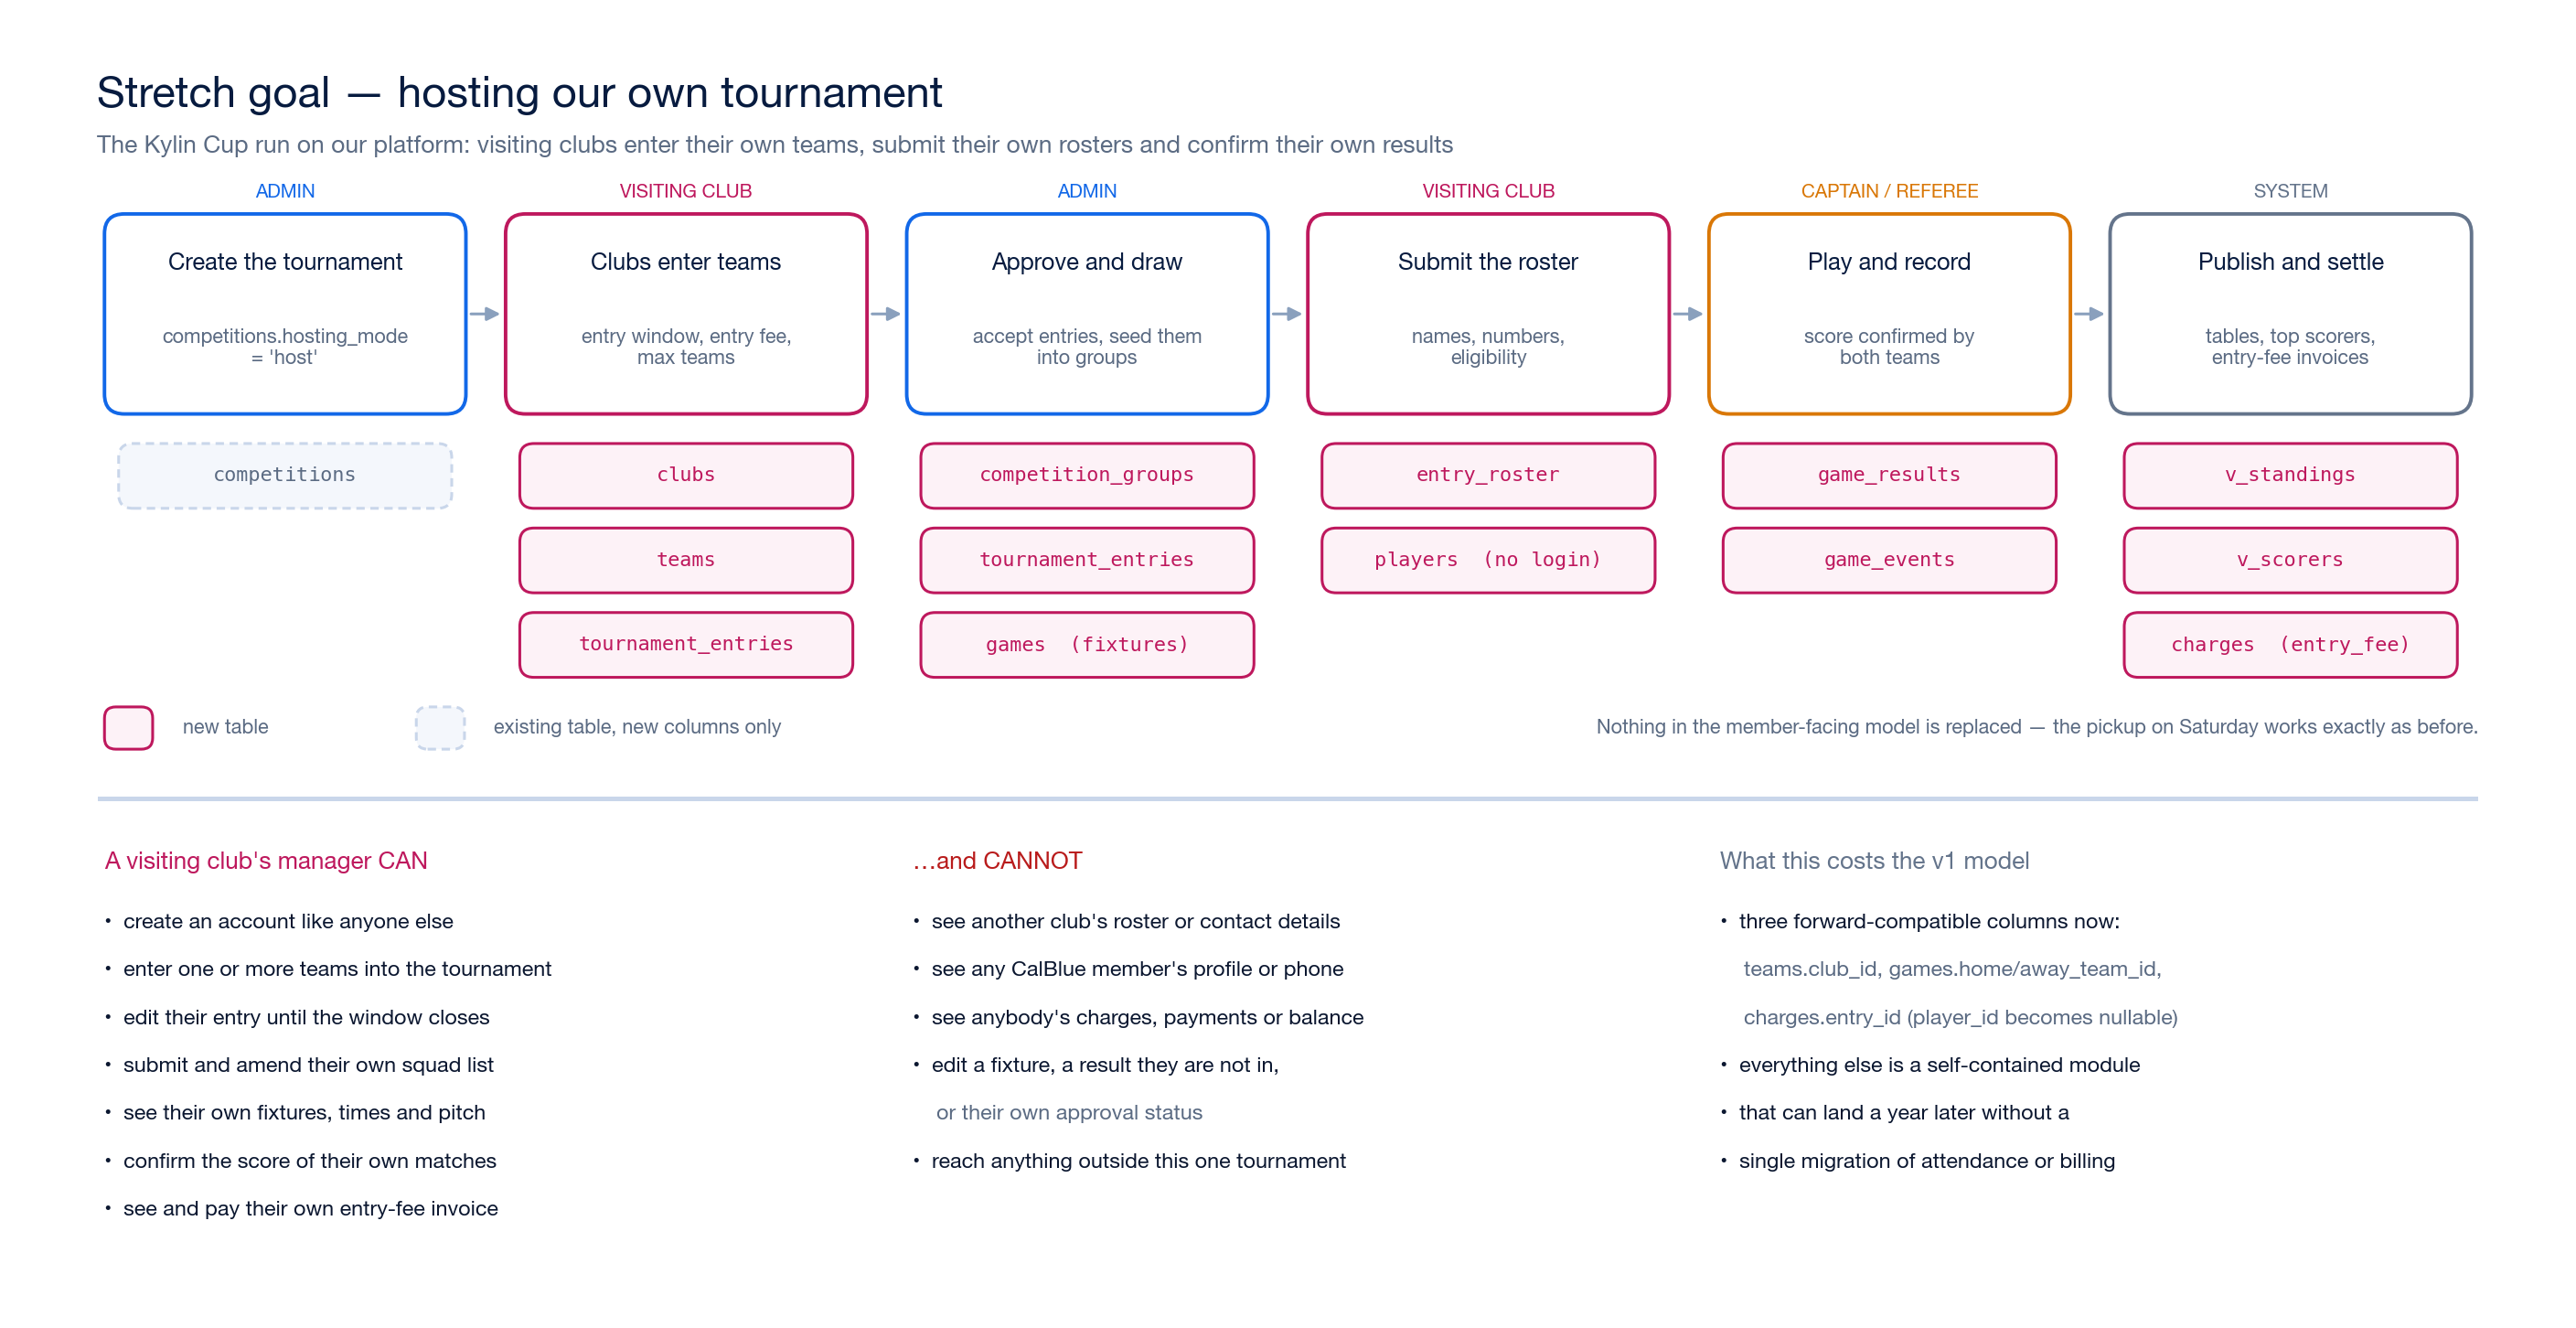 Stretch goal — hosting our own tournament
The Kylin Cup run on our platform: visiting clubs enter their own teams, submit their own rosters and confirm their own results
ADMIN
Create the tournament
competitions.hosting_mode
= 'host'
competitions
VISITING CLUB
Clubs enter teams
entry window, entry fee,
max teams
clubs
teams
tournament_entries
ADMIN
Approve and draw
accept entries, seed them
into groups
competition_groups
tournament_entries
games (fixtures)
VISITING CLUB
Submit the roster
names, numbers,
eligibility
entry_roster
players (no login)
CAPTAIN / REFEREE
Play and record
score confirmed by
both teams
game_results
game_events
SYSTEM
Publish and settle
tables, top scorers,
entry-fee invoices
v_standings
v_scorers
charges (entry_fee)
new table
existing table, new columns only
Nothing in the member-facing model is replaced — the pickup on Saturday works exactly as before.
A visiting club's manager CAN
• create an account like anyone else
• enter one or more teams into the tournament
• edit their entry until the window closes
• submit and amend their own squad list
• see their own fixtures, times and pitch
• confirm the score of their own matches
• see and pay their own entry-fee invoice
…and CANNOT
• see another club's roster or contact details
• see any CalBlue member's profile or phone
• see anybody's charges, payments or balance
• edit a fixture, a result they are not in,
or their own approval status
• reach anything outside this one tournament
What this costs the v1 model
• three forward-compatible columns now:
teams.club_id, games.home/away_team_id,
charges.entry_id (player_id becomes nullable)
• everything else is a self-contained module
• that can land a year later without a
• single migration of attendance or billing